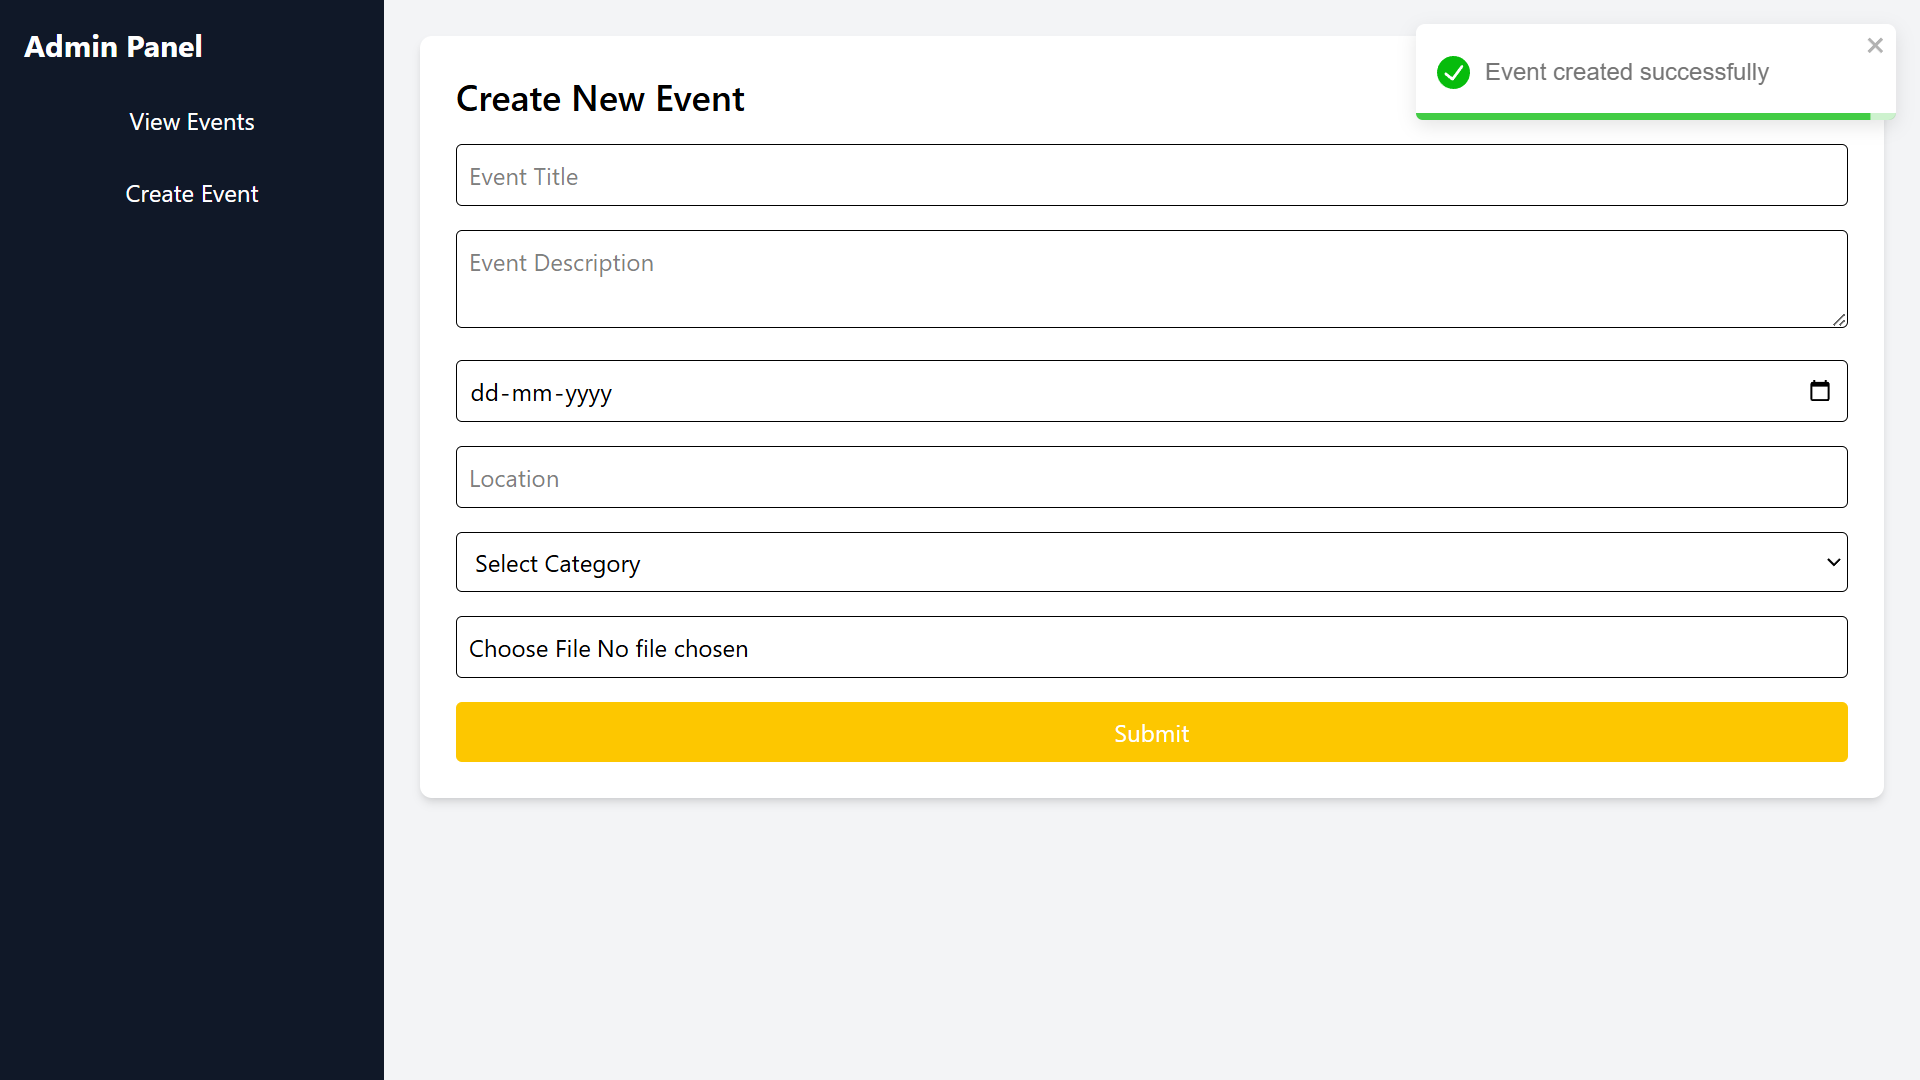 Admin Panel
View Events
Create Event
Create New Event
Event Title
Event Description
dd-mm-yyyy
Location
Select Category
Choose File No file chosen
Submit
Event created successfully